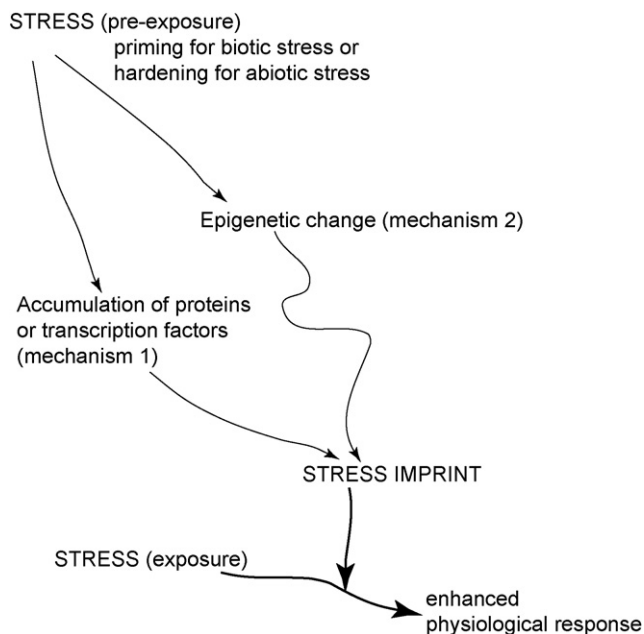 STRESS (pre-exposure)
priming for biotic stress or
hardening for abiotic stress
Epigenetic change (mechanism 2)
Accumulation of proteins
or transcription factors
(mechanism 1)
STRESS IMPRINT
STRESS (exposure)
enhanced
physiological response